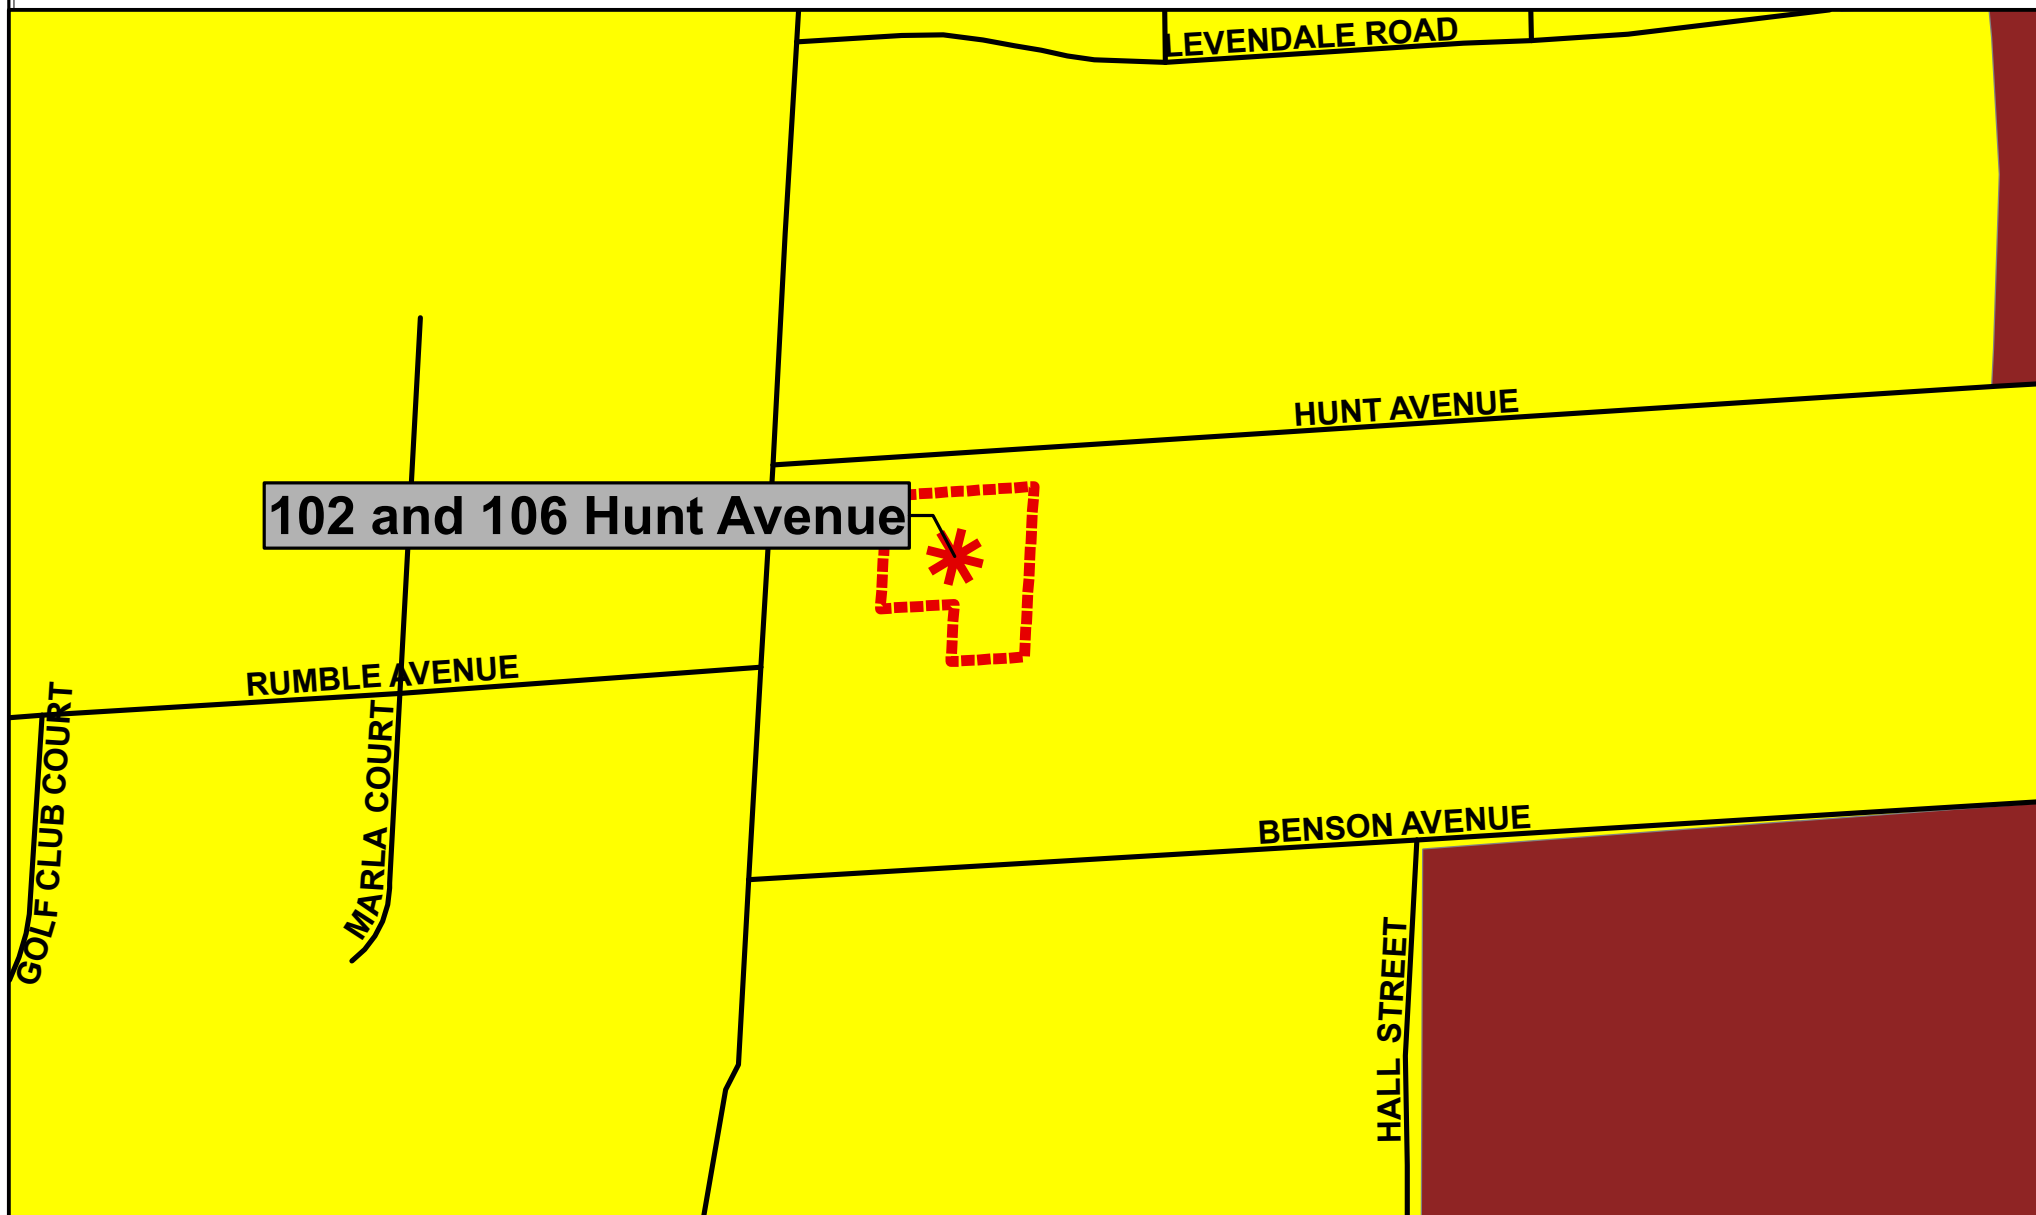 LEVENDALE ROAD
HUNT AVENUE
102 and 106 Hunt Avenue
RUMBLE AVENUE
GOLF CLUB COURT
MARLA COURT
BENSON AVENUE
HALL STREET